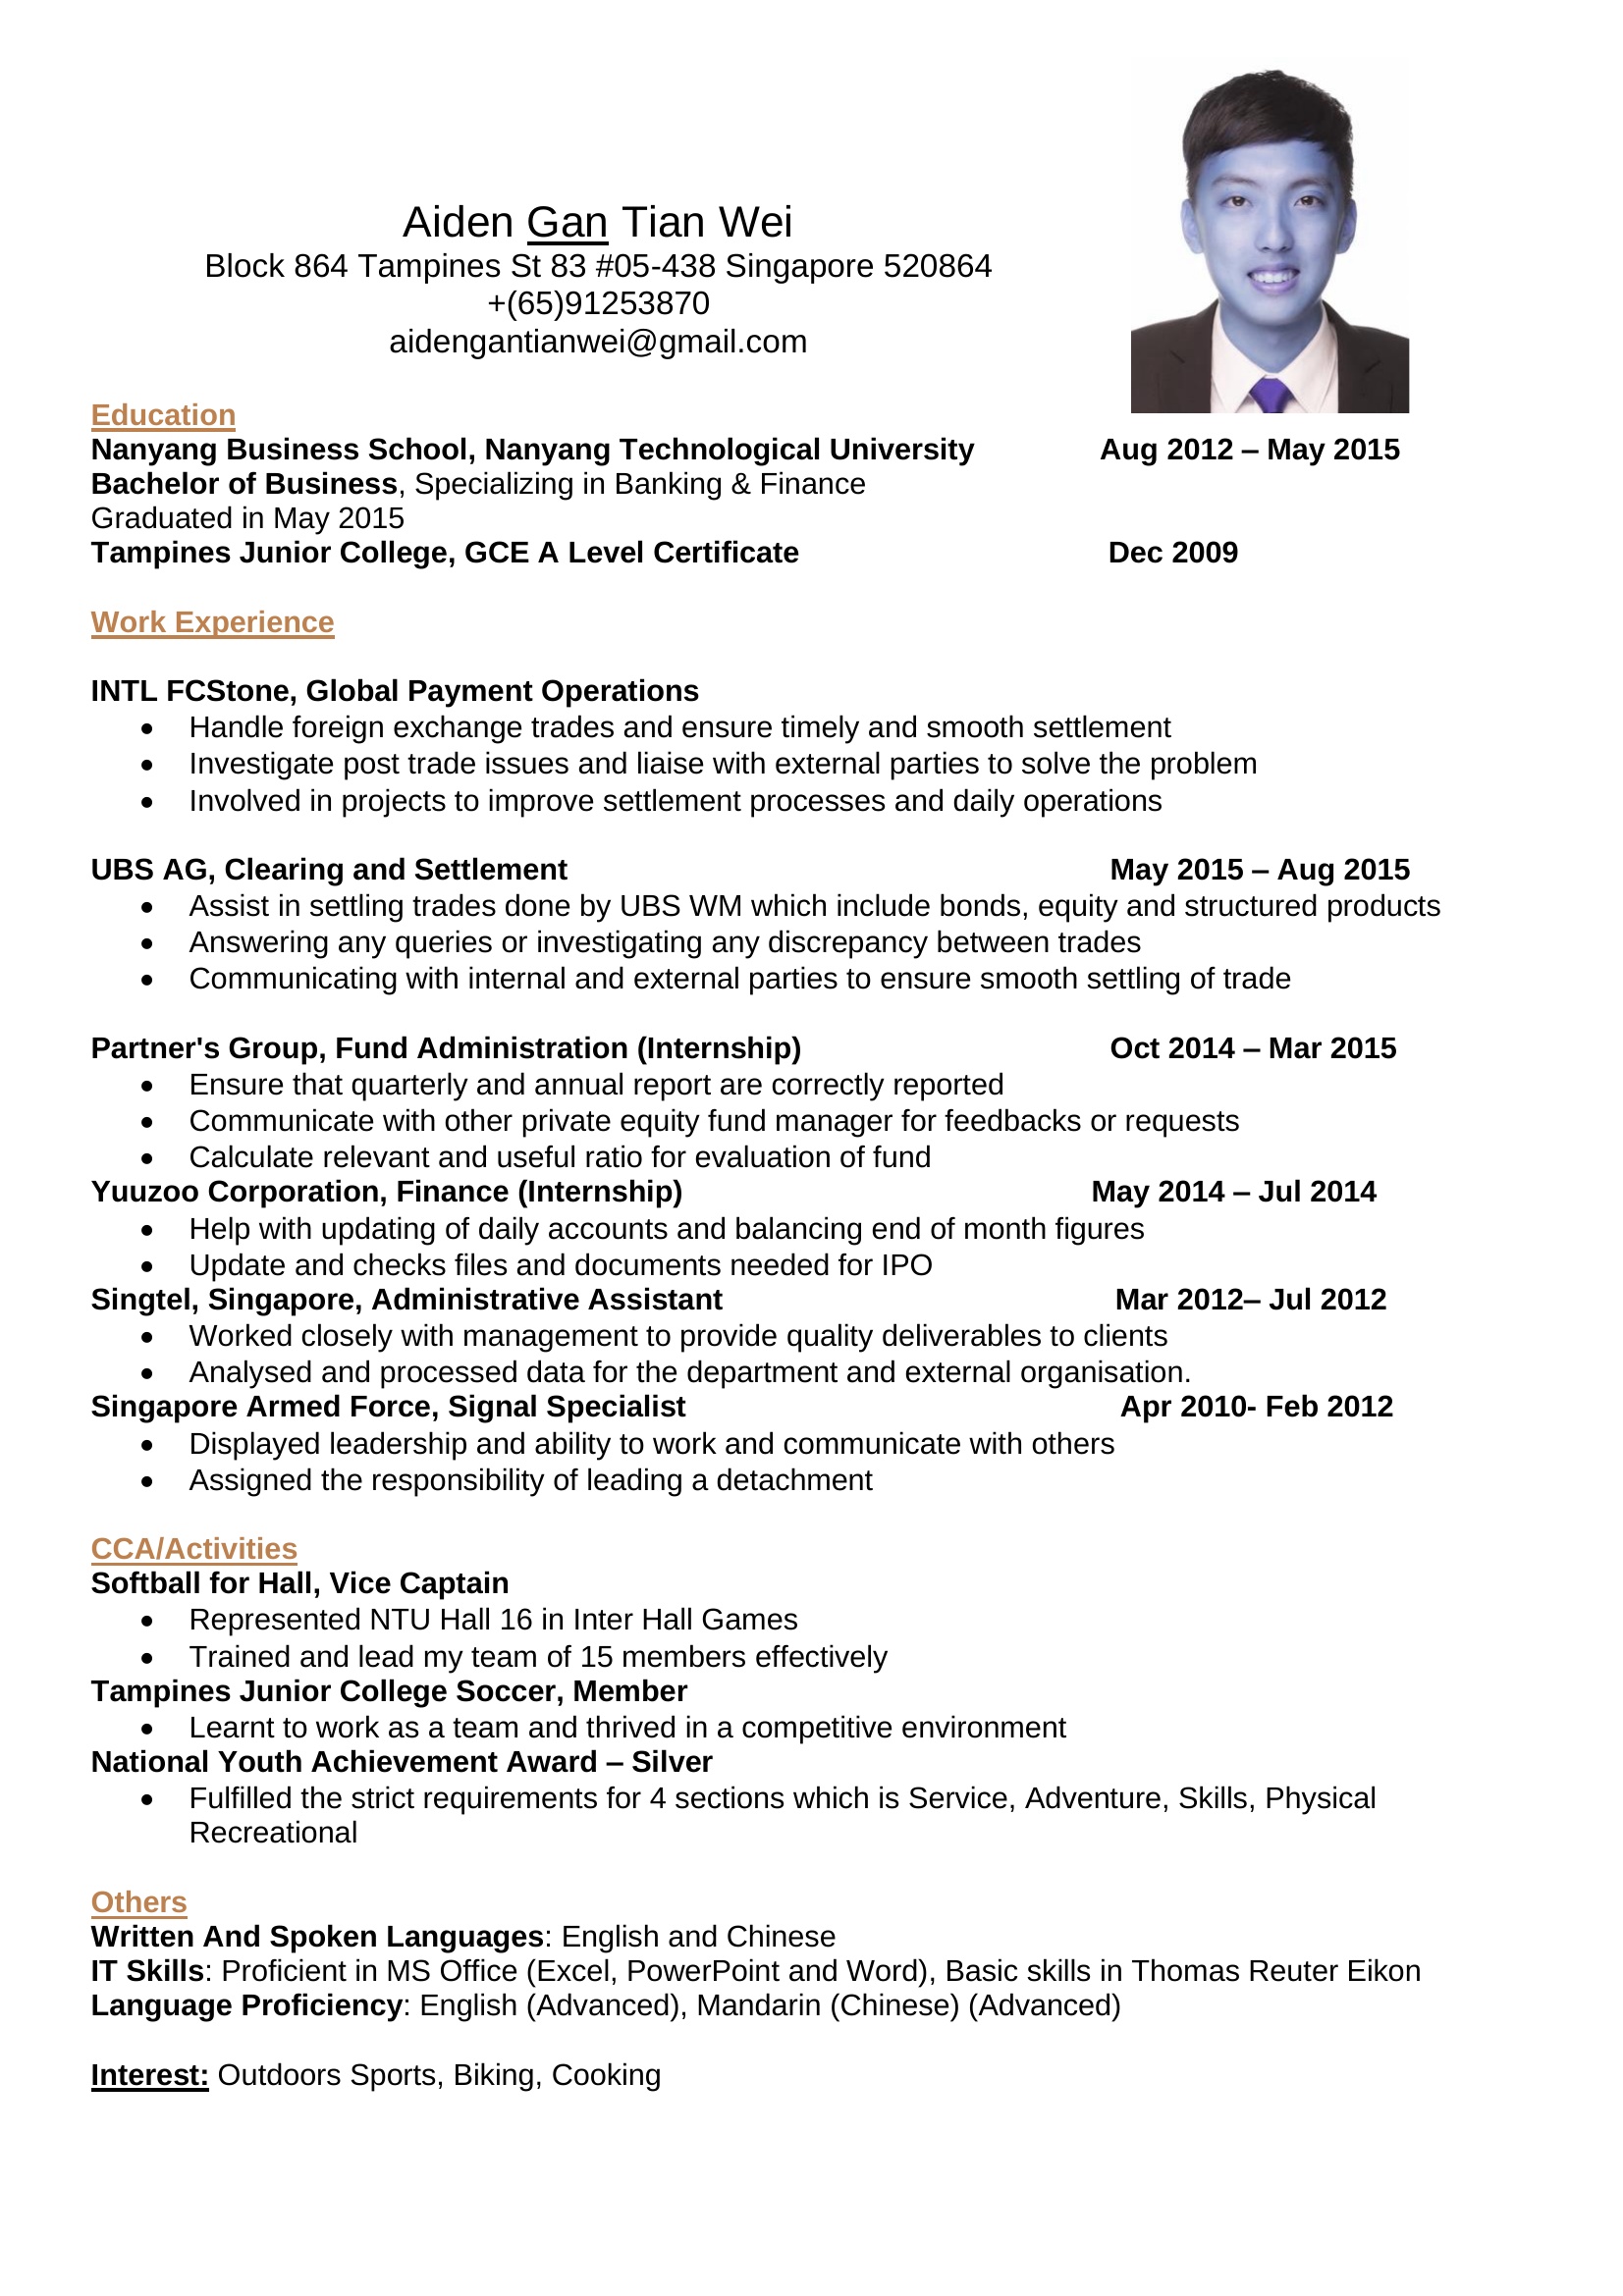 Aiden Gan Tian Wei
Block 864 Tampines St 83 #05-438 Singapore 520864
+(65)91253870
aidengantianwei@gmail.com
Education
Nanyang Business School, Nanyang Technological University Aug 2012 – May 2015
Bachelor of Business, Specializing in Banking & Finance
Graduated in May 2015
Tampines Junior College, GCE A Level Certificate Dec 2009
Work Experience
INTL FCStone, Global Payment Operations
• Handle foreign exchange trades and ensure timely and smooth settlement
• Investigate post trade issues and liaise with external parties to solve the problem
• Involved in projects to improve settlement processes and daily operations
UBS AG, Clearing and Settlement May 2015 – Aug 2015
• Assist in settling trades done by UBS WM which include bonds, equity and structured products
• Answering any queries or investigating any discrepancy between trades
• Communicating with internal and external parties to ensure smooth settling of trade
Partner's Group, Fund Administration (Internship) Oct 2014 – Mar 2015
• Ensure that quarterly and annual report are correctly reported
• Communicate with other private equity fund manager for feedbacks or requests
• Calculate relevant and useful ratio for evaluation of fund
Yuuzoo Corporation, Finance (Internship) May 2014 – Jul 2014
• Help with updating of daily accounts and balancing end of month figures
• Update and checks files and documents needed for IPO
Singtel, Singapore, Administrative Assistant Mar 2012– Jul 2012
• Worked closely with management to provide quality deliverables to clients
• Analysed and processed data for the department and external organisation.
Singapore Armed Force, Signal Specialist Apr 2010- Feb 2012
• Displayed leadership and ability to work and communicate with others
• Assigned the responsibility of leading a detachment
CCA/Activities
Softball for Hall, Vice Captain
• Represented NTU Hall 16 in Inter Hall Games
• Trained and lead my team of 15 members effectively
Tampines Junior College Soccer, Member
• Learnt to work as a team and thrived in a competitive environment
National Youth Achievement Award – Silver
• Fulfilled the strict requirements for 4 sections which is Service, Adventure, Skills, Physical
Recreational
Others
Written And Spoken Languages: English and Chinese
IT Skills: Proficient in MS Office (Excel, PowerPoint and Word), Basic skills in Thomas Reuter Eikon
Language Proficiency: English (Advanced), Mandarin (Chinese) (Advanced)
Interest: Outdoors Sports, Biking, Cooking